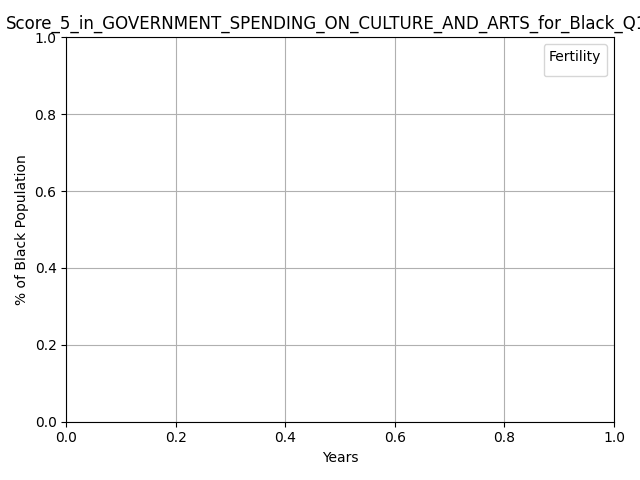 Score_5_in_GOVERNMENT_SPENDING_ON_CULTURE_AND_ARTS_for_Black_Q1
1.0
Fertility
0.8
0.6
0.4
0.2
0.0
% of Black Population
0.0 0.2 0.4 0.6 0.8 1.0
Years